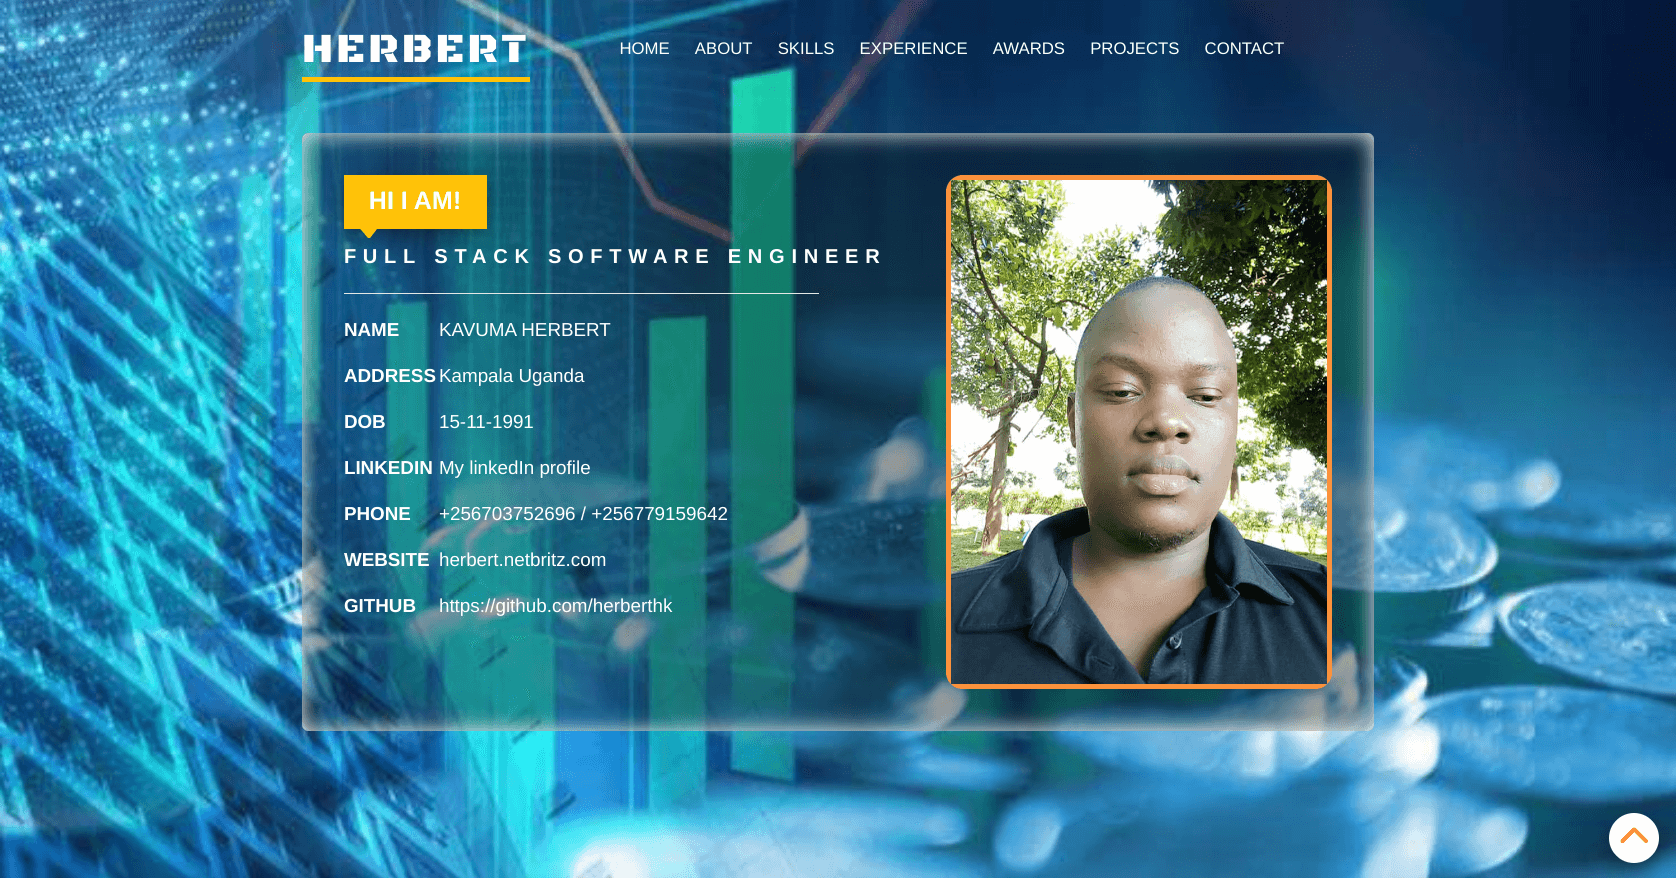 HERBERT
HOME ABOUT SKILLS EXPERIENCE AWARDS PROJECTS CONTACT
HI I AM!
FULL STACK SOFTWARE ENGINEER
NAME KAVUMA HERBERT
ADDRESS Kampala Uganda
DOB 15-11-1991
LINKEDIN My linkedIn profile
PHONE +256703752696 / +256779159642
WEBSITE herbert.netbritz.com
GITHUB https://github.com/herberthk